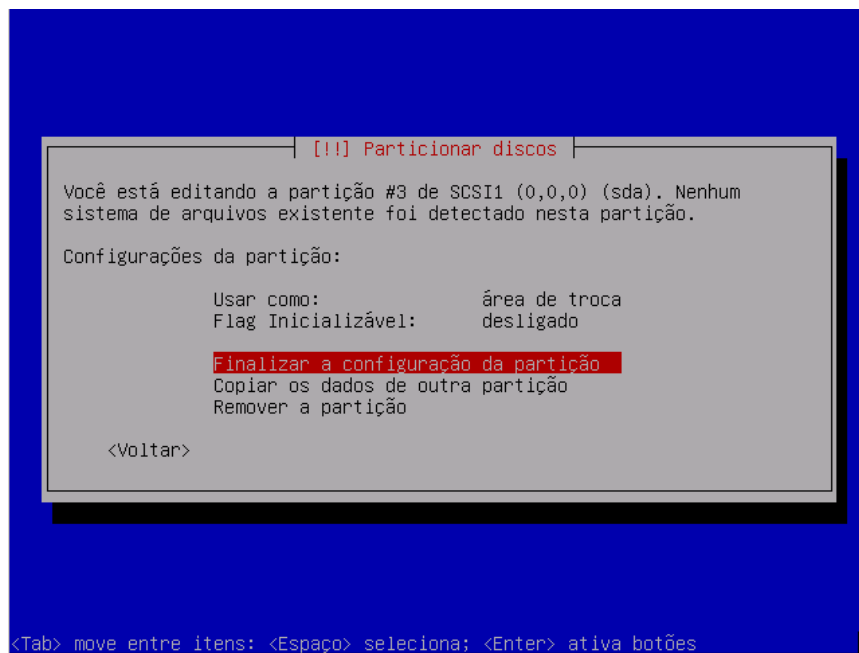 [!!] Particionar discos
Você está editando a partição #3 de SCSI1 (0,0,0) (sda). Nenhum
sistema de arquivos existente foi detectado nesta partição.
Configurações da partição:
Usar como: área de troca
Flag Inicializável: desligado
Finalizar a configuração da partição
Copiar os dados de outra partição
Remover a partição
<Voltar>
<Tab> move entre itens; <Espaço> seleciona; <Enter> ativa botões